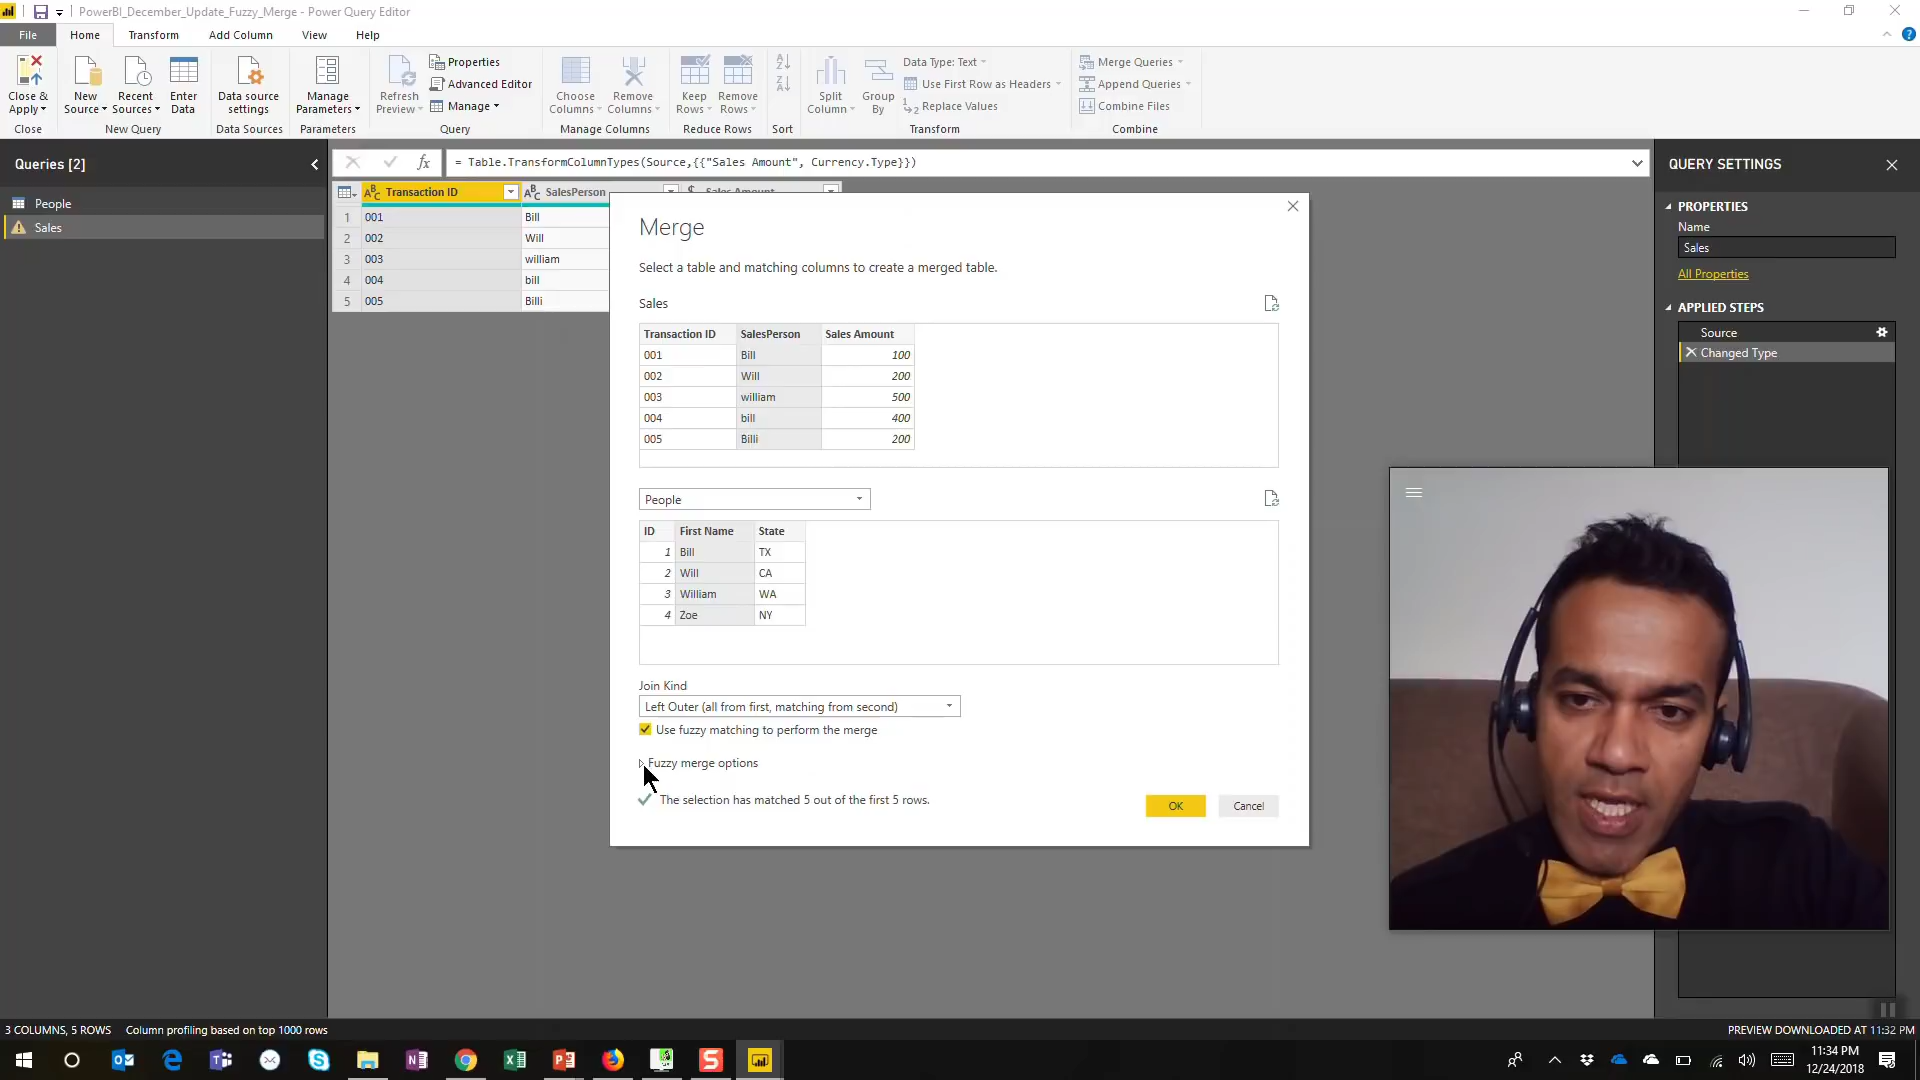 PowerBI_December_Update_Fuzzy_Merge - Power Query Editor
File Home Transform Add Column View Help
Close & Apply
New Source
Recent Sources
Enter Data
Data source settings
Manage Parameters
Refresh Preview
Properties
Advanced Editor
Manage
Choose Columns
Remove Columns
Keep Rows
Remove Rows
Split Column
Group By
Data Type: Text
Use First Row as Headers
Replace Values
Merge Queries
Append Queries
Combine Files
Close New Query Data Sources Parameters Query Manage Columns Reduce Rows Sort Transform Combine
Queries [2]
People
Sales
fx = Table.TransformColumnTypes(Source,{{"Sales Amount", Currency.Type}})
Transaction ID SalesPerson Sales Amount
1 001 Bill
2 002 Will
3 003 william
4 004 bill
5 005 Billi
Merge
Select a table and matching columns to create a merged table.
Sales
Transaction ID SalesPerson Sales Amount
001 Bill 100
002 Will 200
003 william 500
004 bill 400
005 Billi 200
People
ID First Name State
1 Bill TX
2 Will CA
3 William WA
4 Zoe NY
Join Kind
Left Outer (all from first, matching from second)
Use fuzzy matching to perform the merge
Fuzzy merge options
The selection has matched 5 out of the first 5 rows.
OK Cancel
QUERY SETTINGS
PROPERTIES
Name
Sales
All Properties
APPLIED STEPS
Source
Changed Type
3 COLUMNS, 5 ROWS Column profiling based on top 1000 rows
PREVIEW DOWNLOADED AT 11:32 PM
11:34 PM
12/24/2018